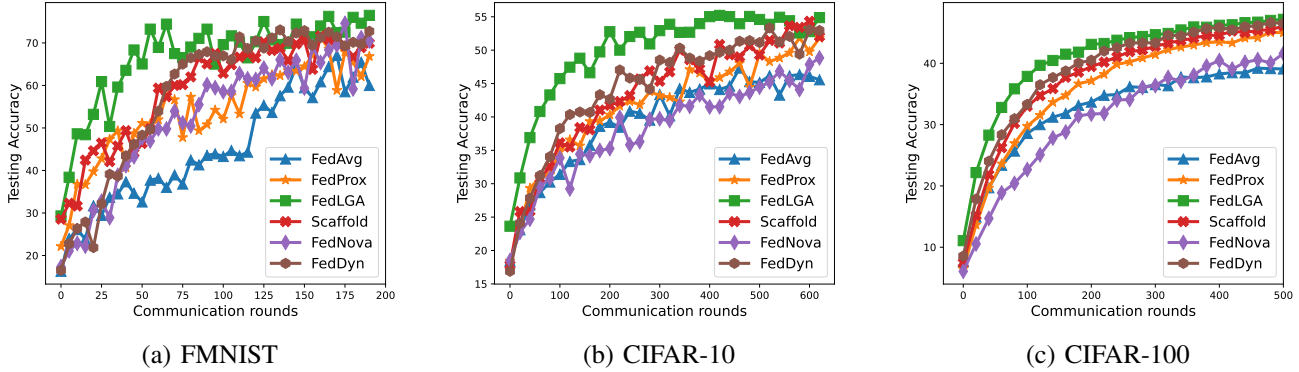 Testing Accuracy
70
60
50
40
30
20
0 25 50 75 100 125 150 175 200
Communication rounds
FedAvg
FedProx
FedLGA
Scaffold
FedNova
FedDyn
(a) FMNIST
Testing Accuracy
55
50
45
40
35
30
25
20
15
0 100 200 300 400 500 600
Communication rounds
FedAvg
FedProx
FedLGA
Scaffold
FedNova
FedDyn
(b) CIFAR-10
Testing Accuracy
40
30
20
10
0 100 200 300 400 500
Communication rounds
FedAvg
FedProx
FedLGA
Scaffold
FedNova
FedDyn
(c) CIFAR-100